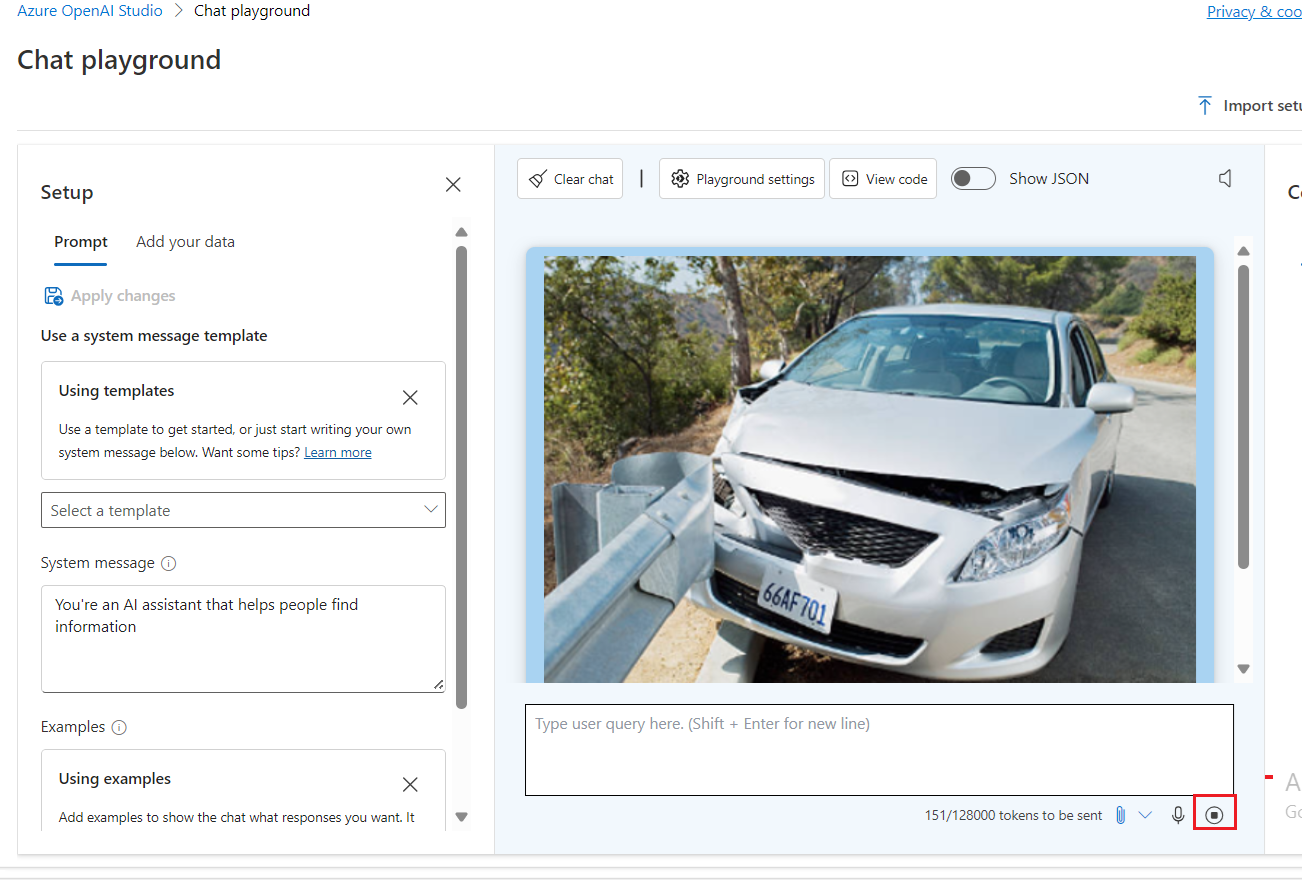 Azure OpenAI Studio > Chat playground
Privacy & coo
Chat playground
Import setu
Setup
Prompt Add your data
Apply changes
Use a system message template
Using templates
Use a template to get started, or just start writing your own
system message below. Want some tips? Learn more
Select a template
System message
You're an AI assistant that helps people find
information
Examples
Using examples
Add examples to show the chat what responses you want. It
Clear chat | Playground settings View code Show JSON
66AF701
Type user query here. (Shift + Enter for new line)
151/128000 tokens to be sent
Co
A
Go